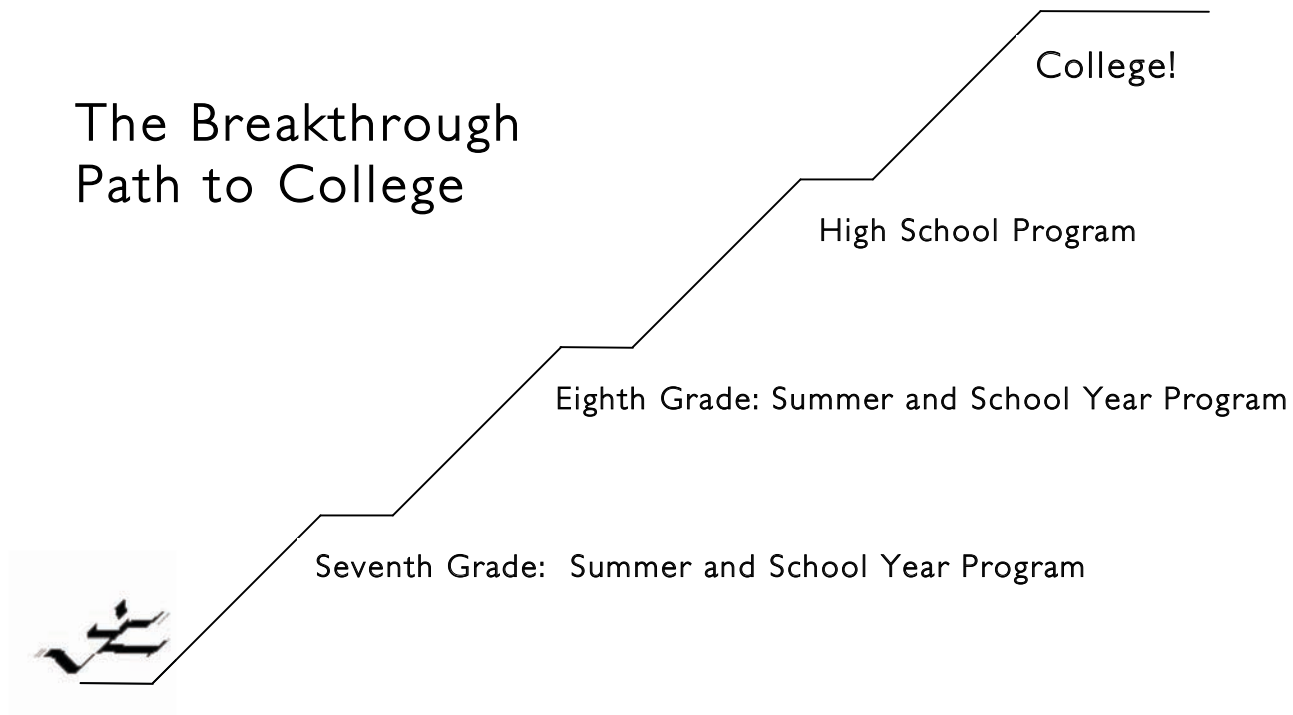 The Breakthrough
Path to College
College!
High School Program
Eighth Grade: Summer and School Year Program
Seventh Grade:  Summer and School Year Program